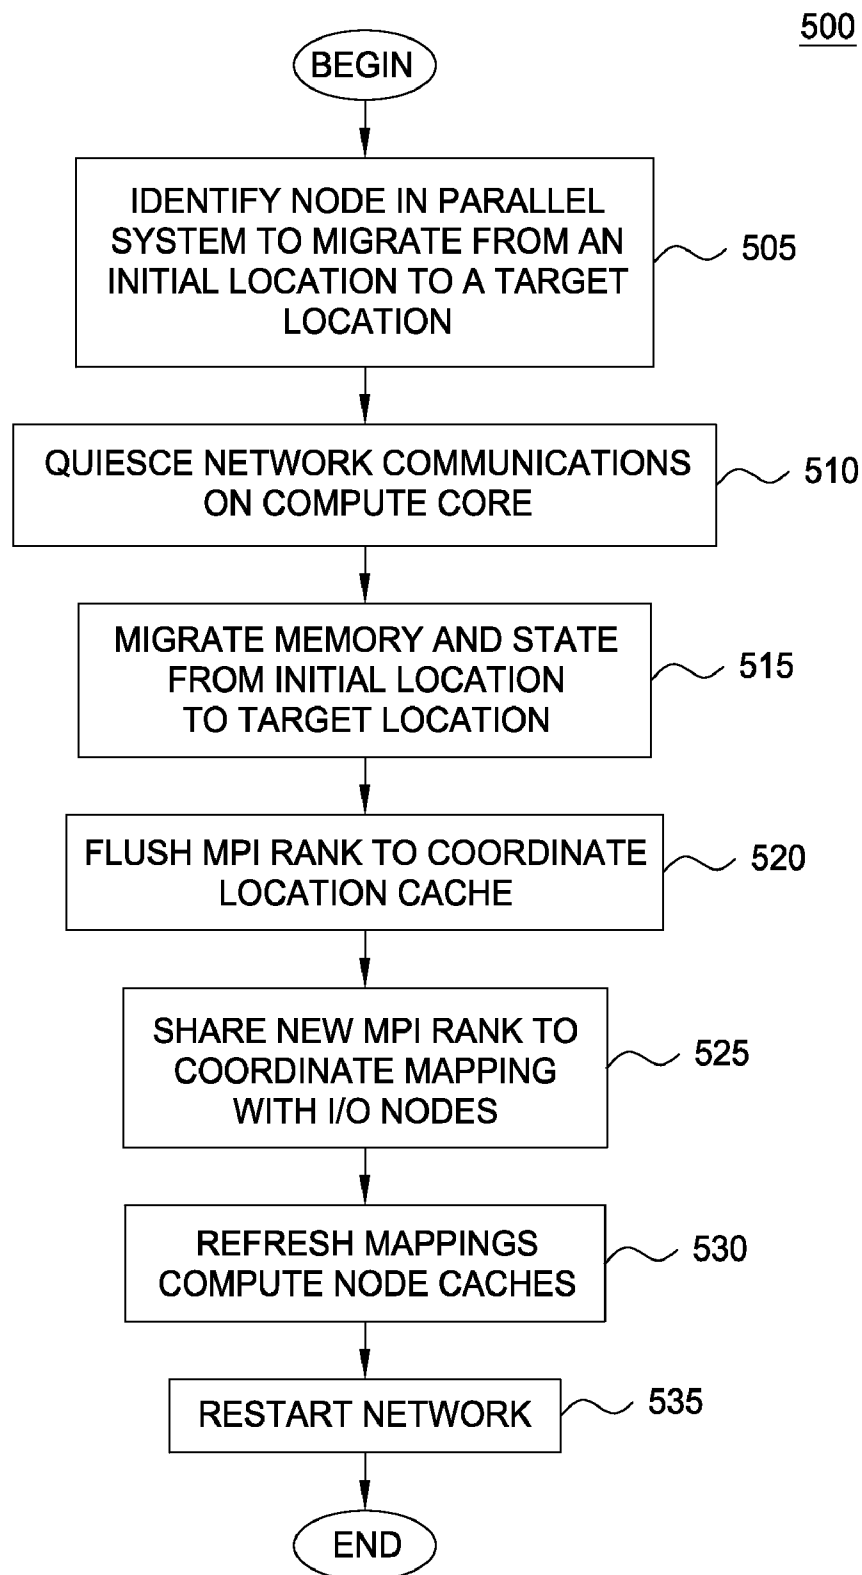 500
BEGIN
IDENTIFY NODE IN PARALLEL
SYSTEM TO MIGRATE FROM AN
INITIAL LOCATION TO A TARGET
LOCATION
505
QUIESCE NETWORK COMMUNICATIONS
ON COMPUTE CORE
510
MIGRATE MEMORY AND STATE
FROM INITIAL LOCATION
TO TARGET LOCATION
515
FLUSH MPI RANK TO COORDINATE
LOCATION CACHE
520
SHARE NEW MPI RANK TO
COORDINATE MAPPING
WITH I/O NODES
525
REFRESH MAPPINGS
COMPUTE NODE CACHES
530
RESTART NETWORK
535
END